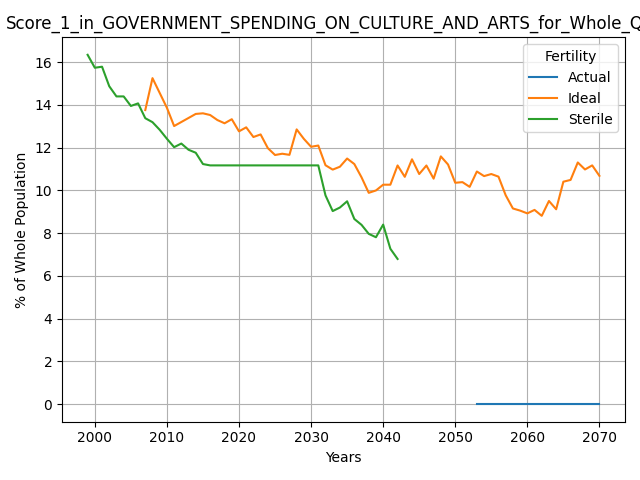 Score_1_in_GOVERNMENT_SPENDING_ON_CULTURE_AND_ARTS_for_Whole_Q
Fertility
Actual
Ideal
Sterile
% of Whole Population
16
14
12
10
8
6
4
2
0
2000 2010 2020 2030 2040 2050 2060 2070
Years